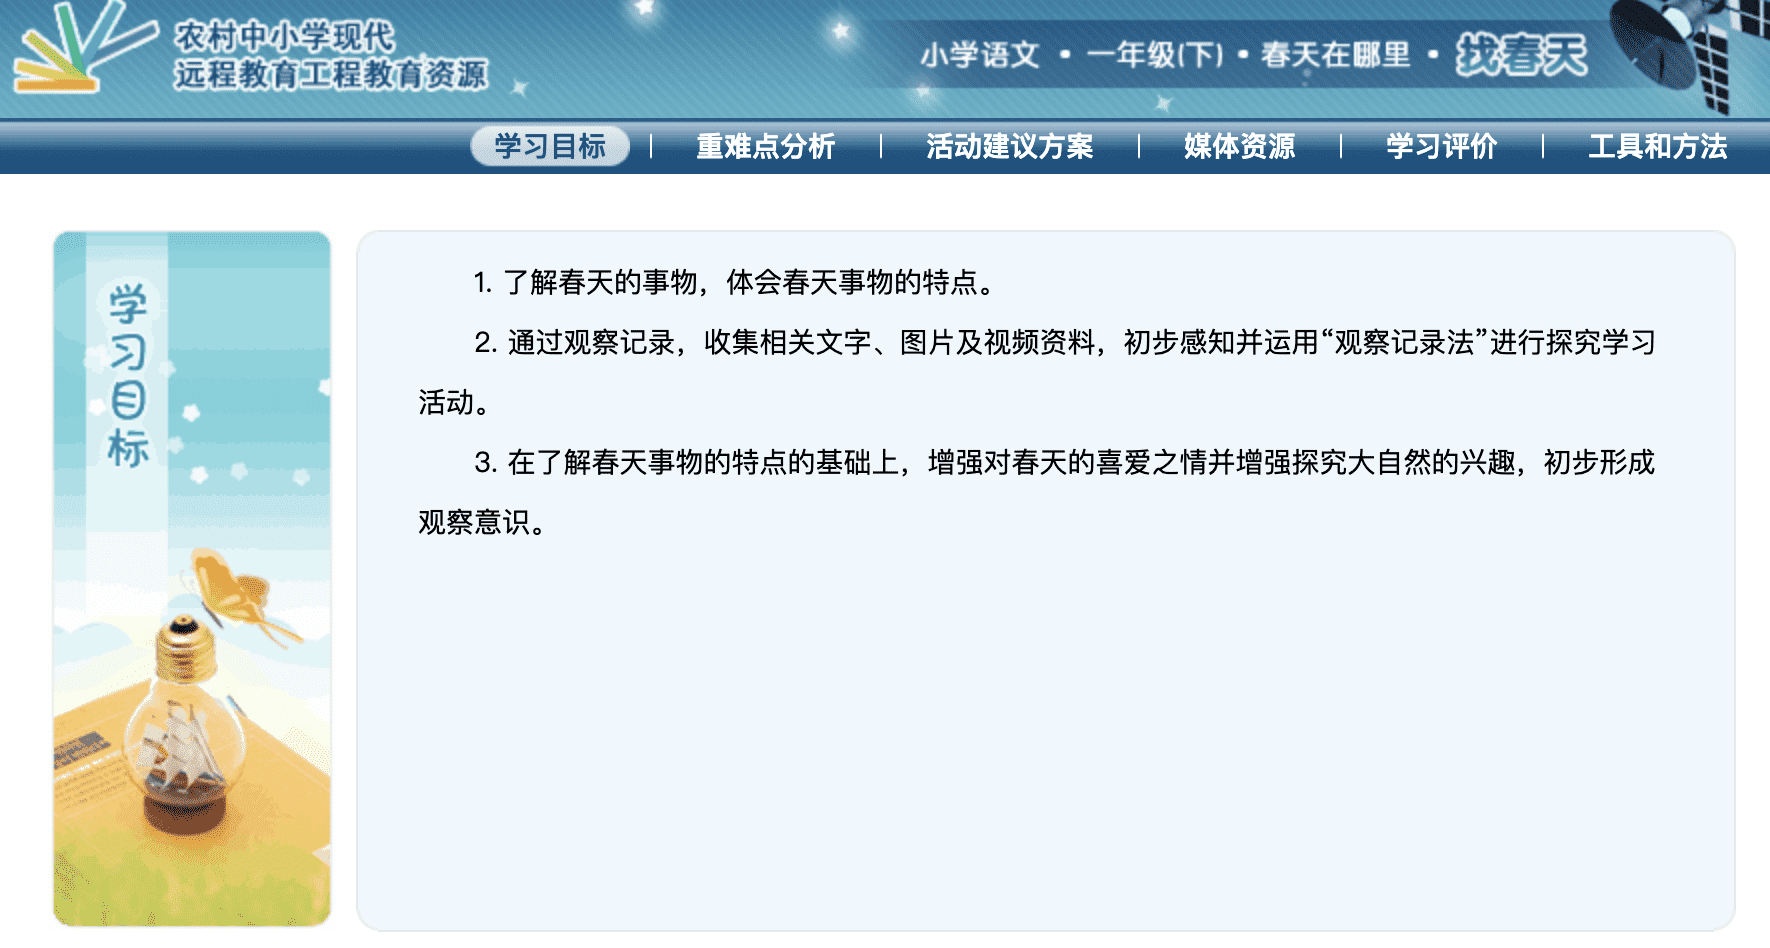 农村中小学现代
远程教育工程教育资源
小学语文 • 一年级(下) • 春天在哪里 • 找春天
学习目标 | 重难点分析 | 活动建议方案 | 媒体资源 | 学习评价 | 工具和方法
学习目标
1. 了解春天的事物，体会春天事物的特点。
2. 通过观察记录，收集相关文字、图片及视频资料，初步感知并运用“观察记录法”进行探究学习
活动。
3. 在了解春天事物的特点的基础上，增强对春天的喜爱之情并增强探究大自然的兴趣，初步形成
观察意识。